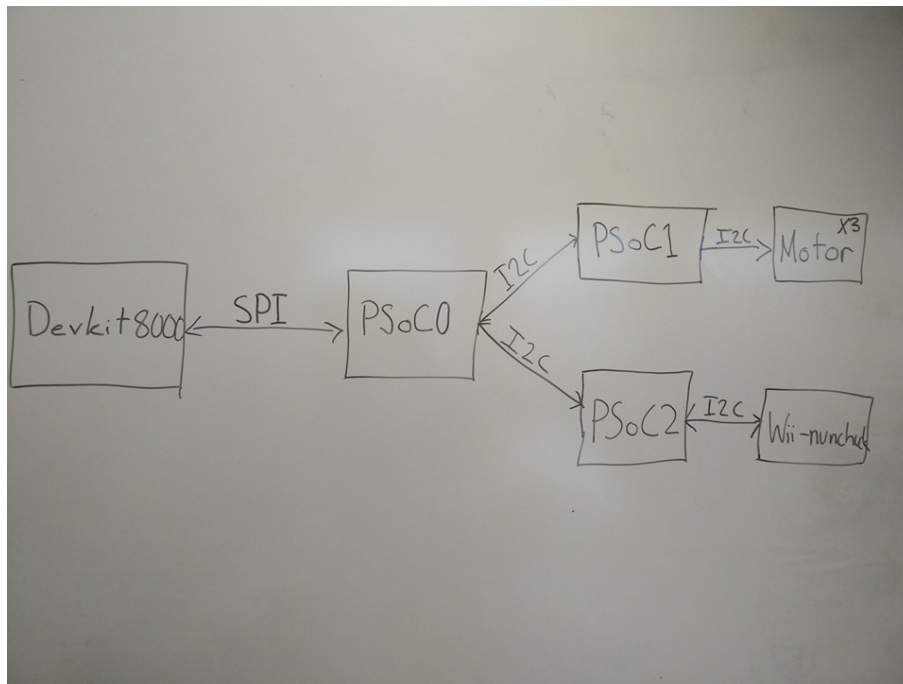 Devkit8000
SPI
PSoC0
I2C
I2C
PSoC1
I2C
Motor
X3
PSoC2
I2C
Wii-nunchuck